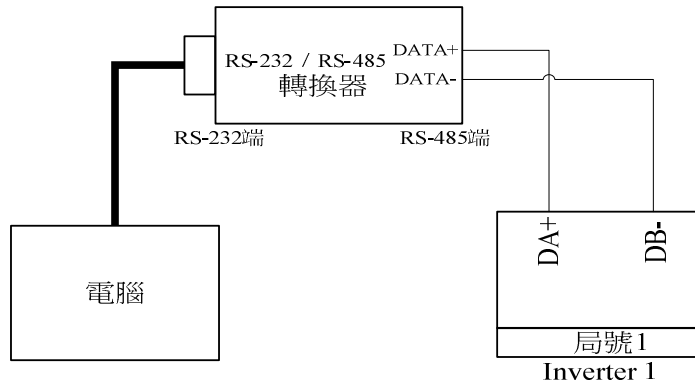 RS-232 / RS-485
轉換器
DATA+
DATA-
RS-232端
RS-485端
電腦
DA+
DB-
局號1
Inverter 1